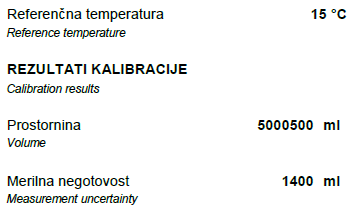 Referenčna temperatura 15 °C
Reference temperature
REZULTATI KALIBRACIJE
Calibration results
Prostornina 5000500 ml
Volume
Merilna negotovost 1400 ml
Measurement uncertainty